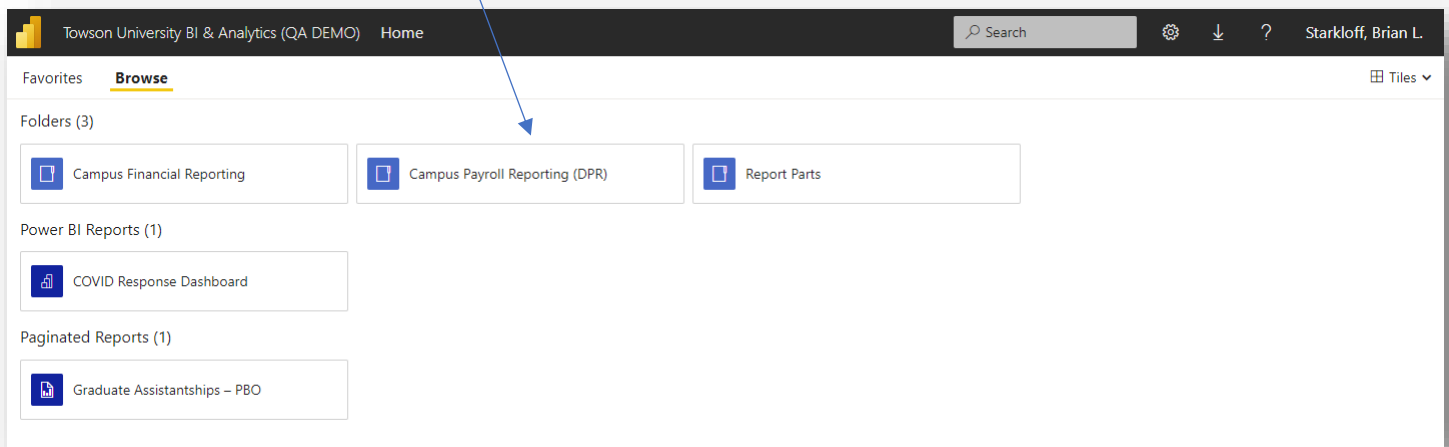 Towson University BI & Analytics (QA DEMO) Home Search ? Starkloff, Brian L.
Favorites Browse Tiles
Folders (3)
Campus Financial Reporting Campus Payroll Reporting (DPR) Report Parts
Power BI Reports (1)
COVID Response Dashboard
Paginated Reports (1)
Graduate Assistantships – PBO